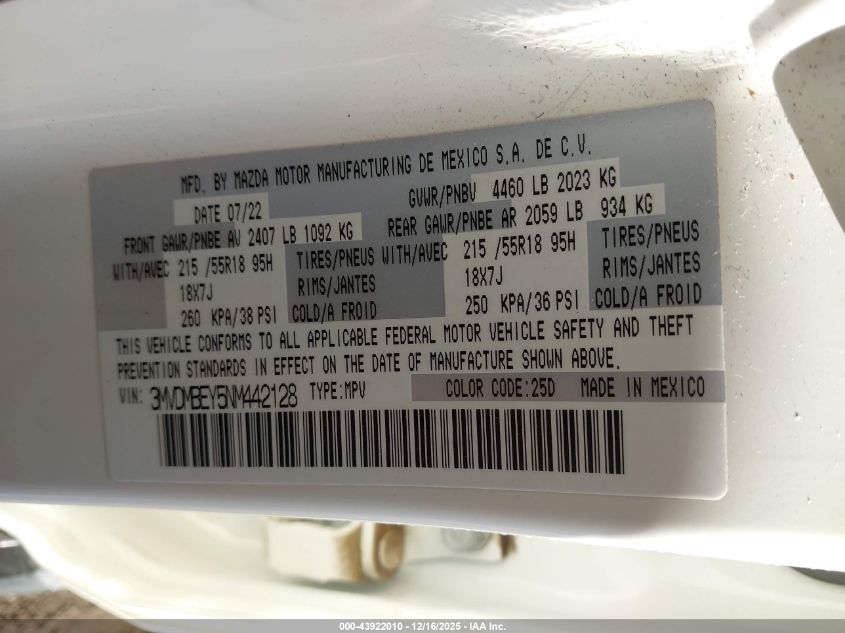 MFD. BY MAZDA MOTOR MANUFACTURING DE MEXICO S.A. DE C.V.
DATE 07/22 GVWR/PNBV 4460 LB 2023 KG
FRONT GAWR/PNBE AV 2407 LB 1092 KG REAR GAWR/PNBE AR 2059 LB 934 KG
WITH/AVEC 215 /55R18 95H TIRES/PNEUS WITH/AVEC 215 /55R18 95H TIRES/PNEUS
18X7J RIMS/JANTES 18X7J RIMS/JANTES
260 KPA/38 PSI COLD/A FROID 250 KPA/36 PSI COLD/A FROID
THIS VEHICLE CONFORMS TO ALL APPLICABLE FEDERAL MOTOR VEHICLE SAFETY AND THEFT
PREVENTION STANDARDS IN EFFECT ON THE DATE OF MANUFACTURE SHOWN ABOVE.
VIN: 3MVDMBEY5NM442128 TYPE:MPV COLOR CODE:25D MADE IN MEXICO
000-43922010 - 12/16/2025 - IAA Inc.